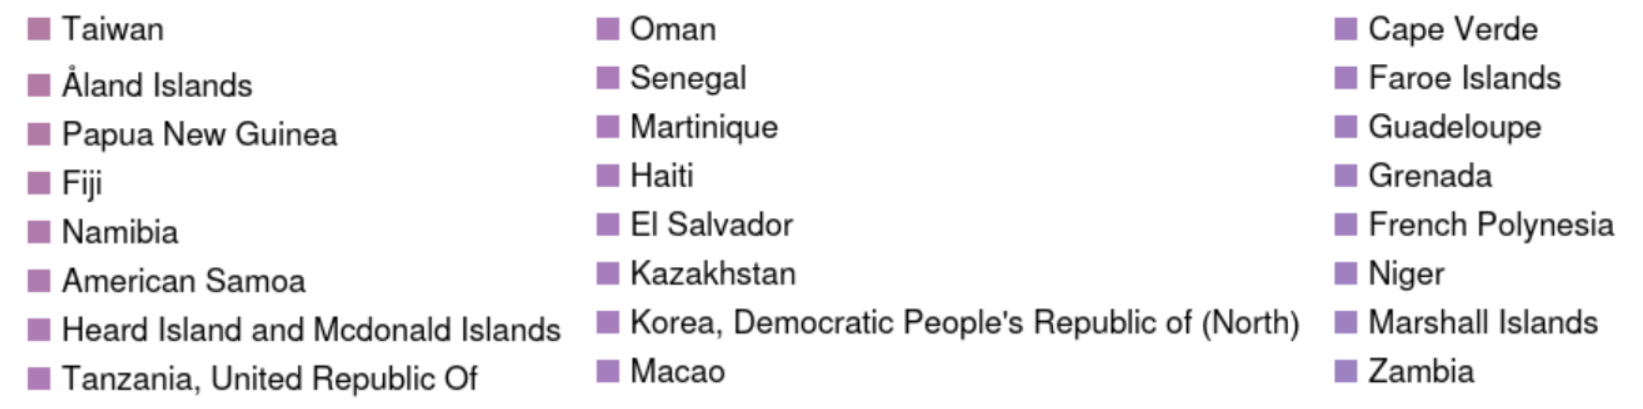 Taiwan
Åland Islands
Papua New Guinea
Fiji
Namibia
American Samoa
Heard Island and Mcdonald Islands
Tanzania, United Republic Of
Oman
Senegal
Martinique
Haiti
El Salvador
Kazakhstan
Korea, Democratic People's Republic of (North)
Macao
Cape Verde
Faroe Islands
Guadeloupe
Grenada
French Polynesia
Niger
Marshall Islands
Zambia